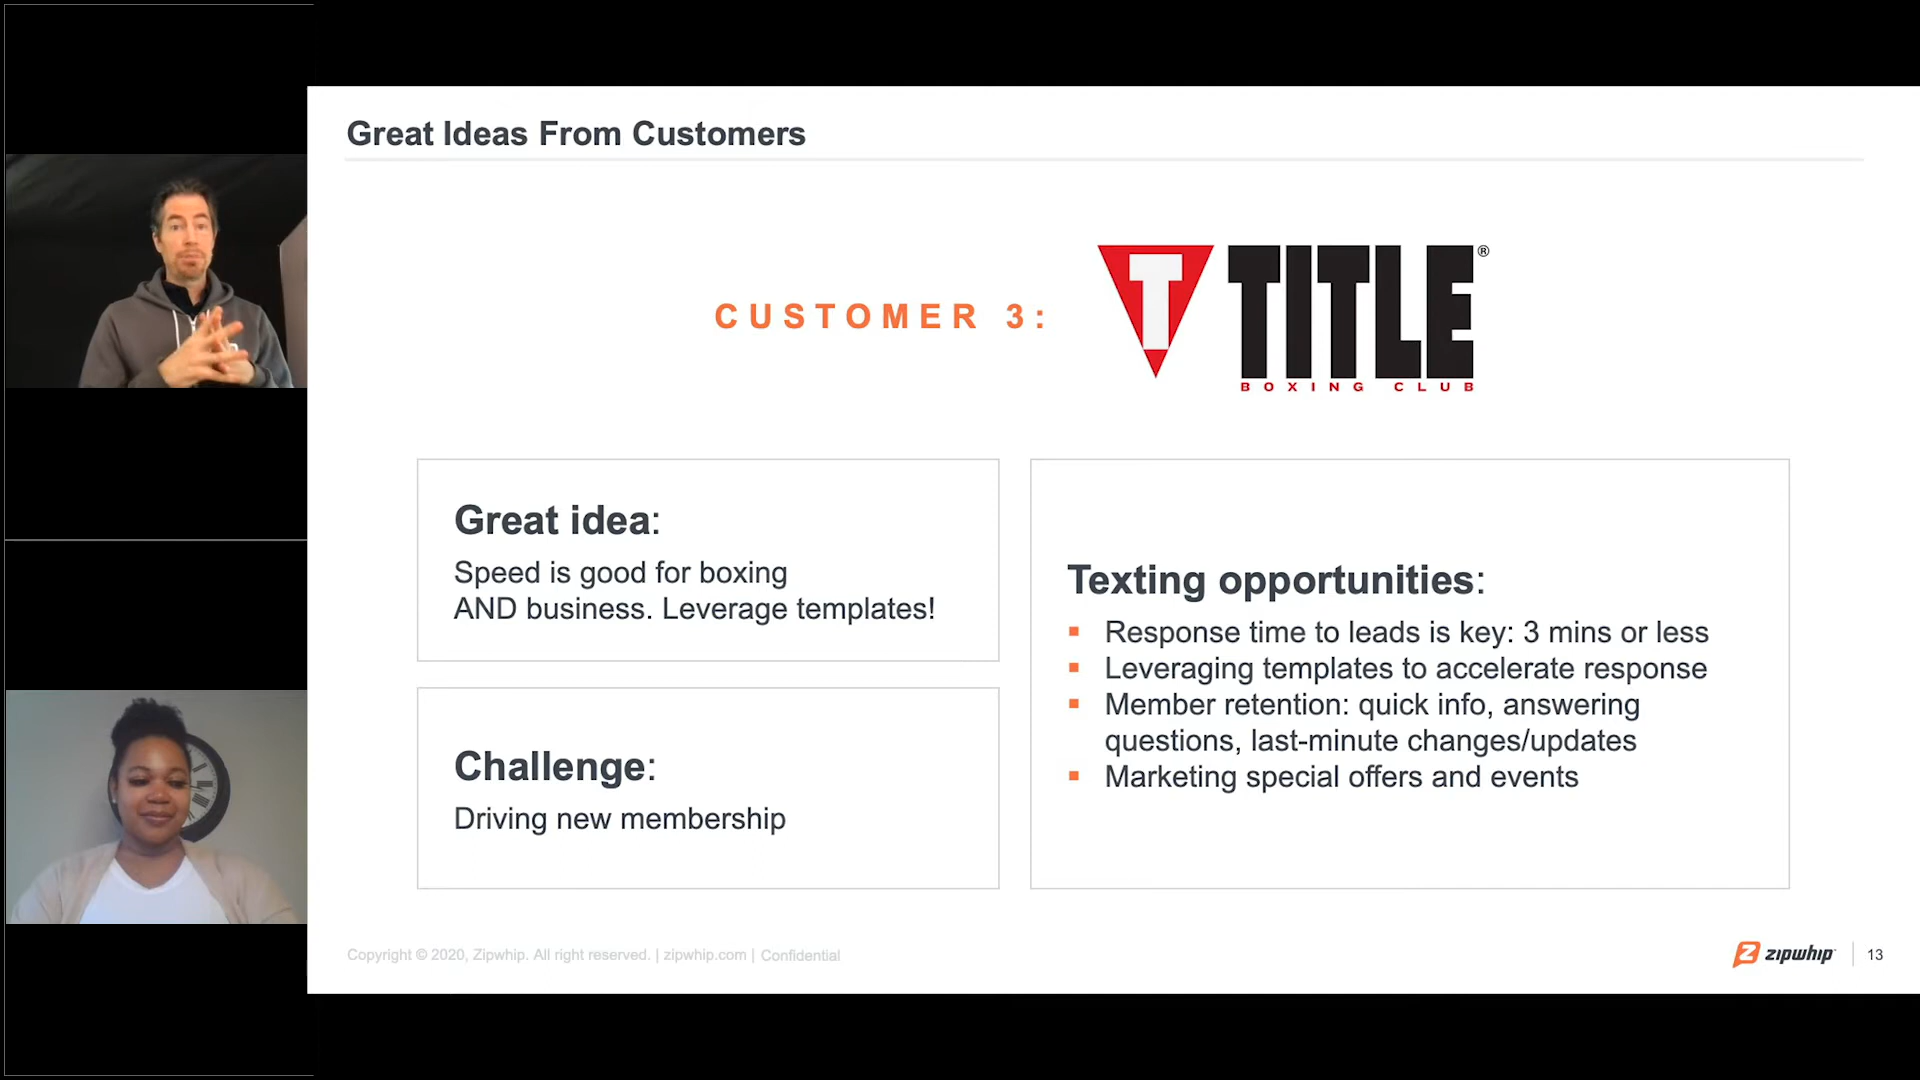 Great Ideas From Customers
CUSTOMER 3:
T TITLE®
BOXING CLUB
Great idea:
Speed is good for boxing
AND business. Leverage templates!
Challenge:
Driving new membership
Texting opportunities:
▪ Response time to leads is key: 3 mins or less
▪ Leveraging templates to accelerate response
▪ Member retention: quick info, answering
questions, last-minute changes/updates
▪ Marketing special offers and events
Copyright © 2020, Zipwhip. All right reserved. | zipwhip.com | Confidential
zipwhip
13